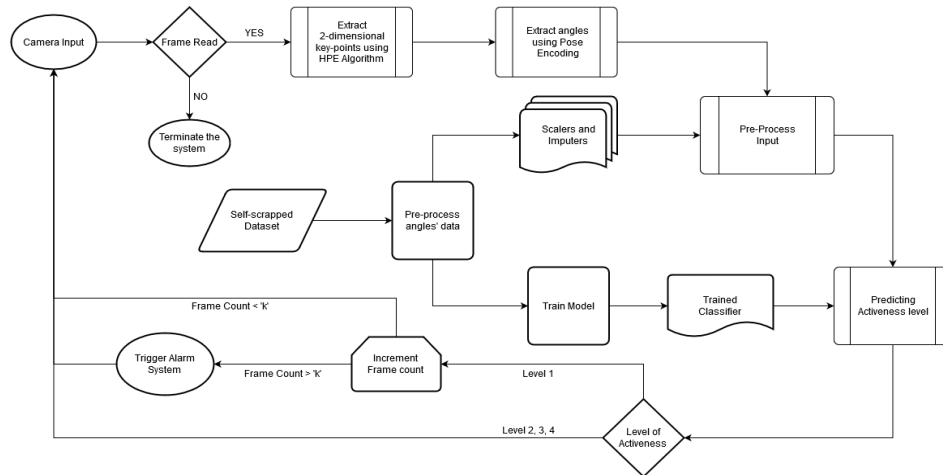 Camera Input
Frame Read
YES
Extract
2-dimensional
key-points using
HPE Algorithm
Extract angles
using Pose
Encoding
NO
Terminate the
system
Scalers and
Imputers
Pre-Process
Input
Self-scrapped
Dataset
Pre-process
angles' data
Train Model
Trained
Classifier
Predicting
Activeness level
Frame Count < 'k'
Trigger Alarm
System
Frame Count > 'k'
Increment
Frame count
Level 1
Level 2, 3, 4
Level of
Activeness